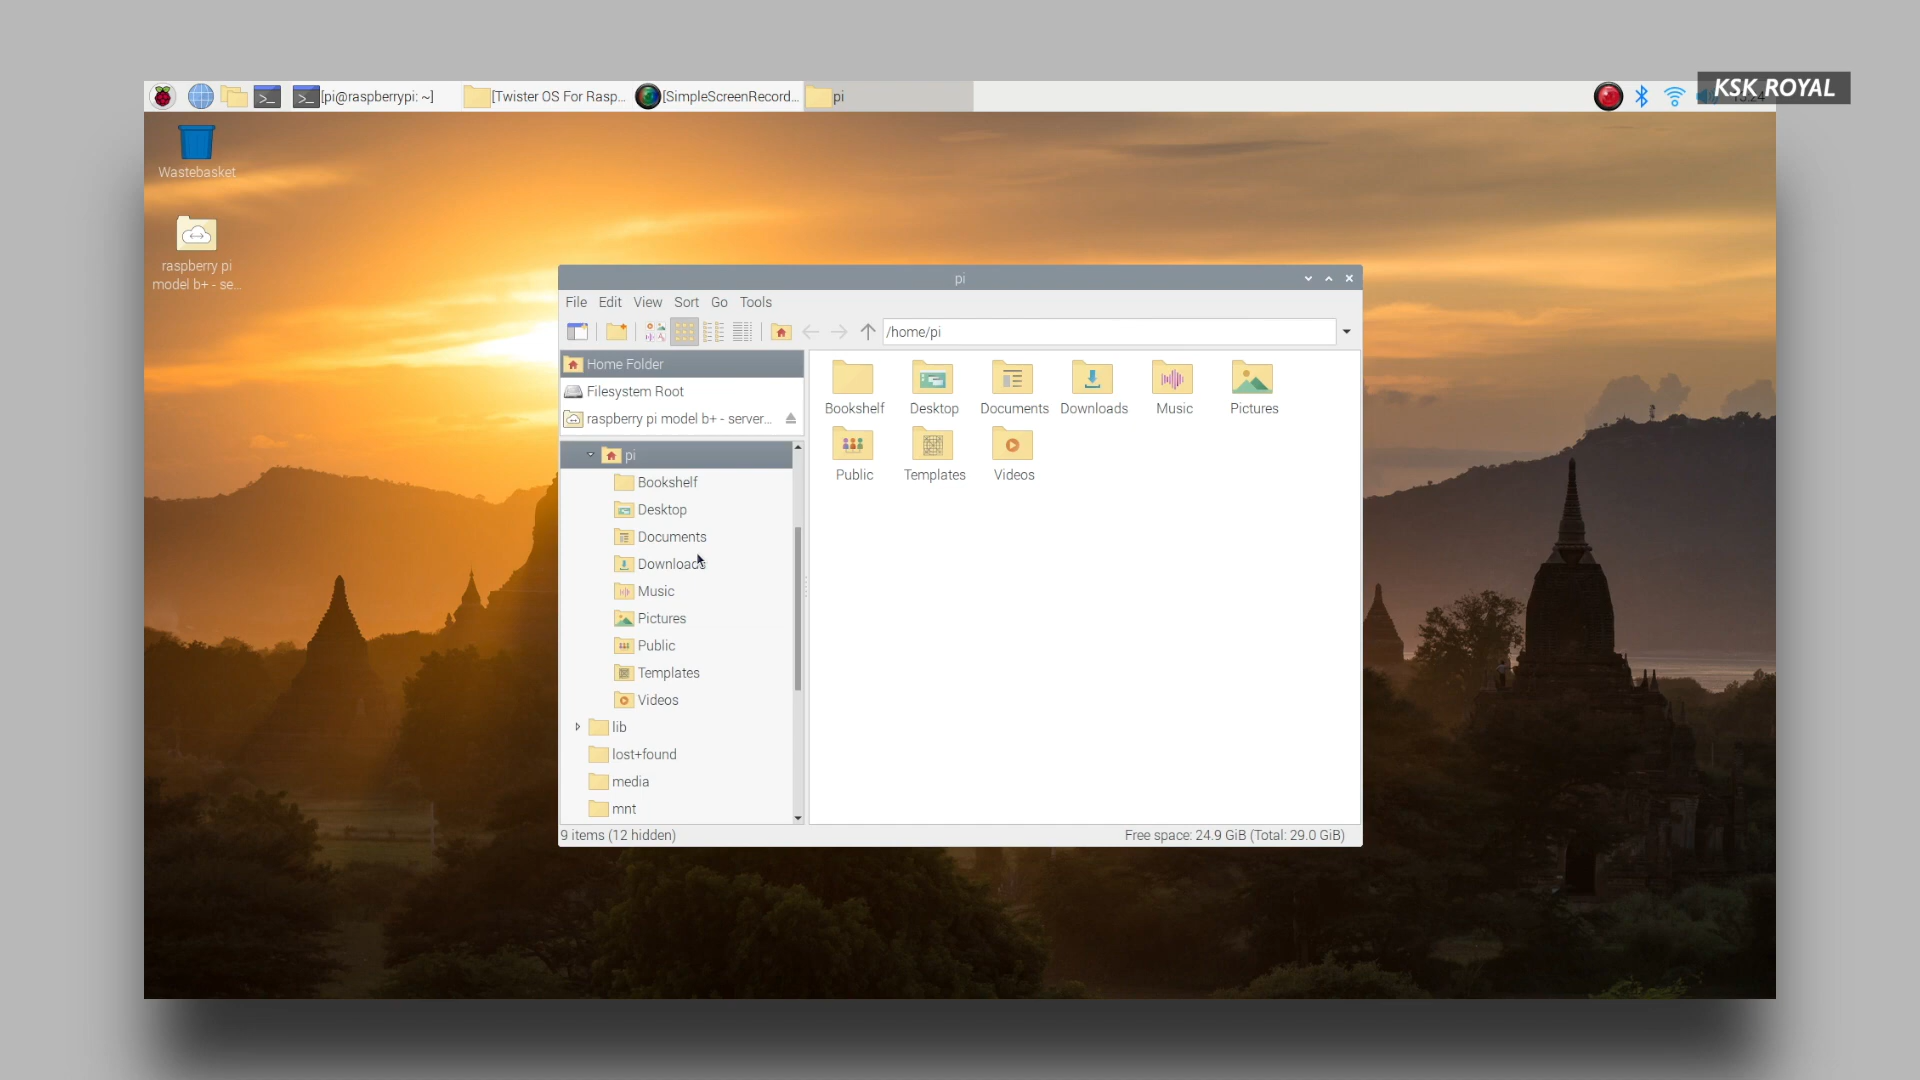 [pi@raspberrypi: ~]
[Twister OS For Rasp...
[SimpleScreenRecord...
pi
KSK ROYAL
Wastebasket
raspberry pi
model b+ - se...
pi
File Edit View Sort Go Tools
/home/pi
Home Folder
Filesystem Root
raspberry pi model b+ - server...
pi
Bookshelf
Desktop
Documents
Downloads
Music
Pictures
Public
Templates
Videos
lib
lost+found
media
mnt
Bookshelf Desktop Documents Downloads Music Pictures
Public Templates Videos
9 items (12 hidden)
Free space: 24.9 GiB (Total: 29.0 GiB)